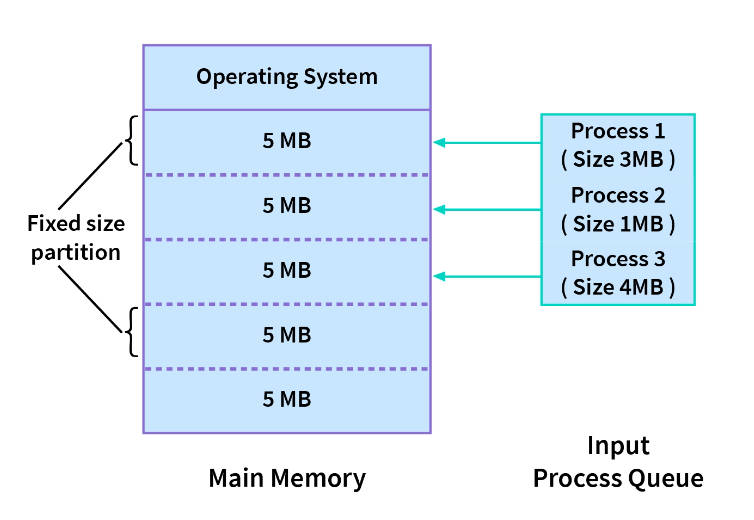 Operating System
5 MB
5 MB
5 MB
5 MB
5 MB
Fixed size
partition
Process 1
( Size 3MB )
Process 2
( Size 1MB )
Process 3
( Size 4MB )
Main Memory
Input
Process Queue